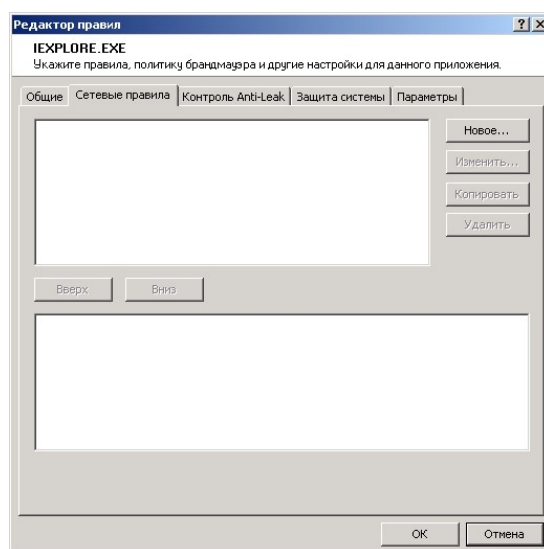 Редактор правил
IEXPLORE.EXE
Укажите правила, политику брандмауэра и другие настройки для данного приложения.
Общие Сетевые правила Контроль Anti-Leak Защита системы Параметры
Новое...
Изменить...
Копировать
Удалить
Вверх Вниз
ОК Отмена